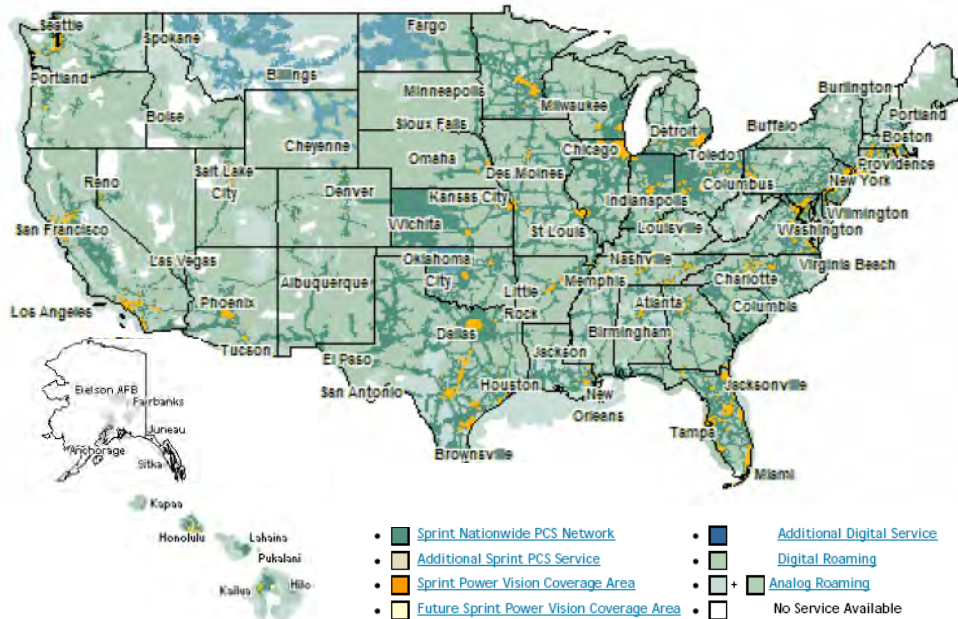 Seattle
Spokane
Fargo
Portland
Billings
Minneapolis
Burlington
Boise
Milwaukee
Portland
Sioux Falls
Detroit
Buffalo
Boston
Cheyenne
Chicago
Toledo
Providence
Omaha
Reno
Salt Lake
City
Des Moines
Columbus
New York
Denver
Kansas City
Indianapolis
Wilmington
San Francisco
Wichita
St Louis
Louisville
Washington
Las Vegas
Oklahoma
City
Nashville
Virginia Beach
Albuquerque
Memphis
Charlotte
Los Angeles
Phoenix
Little
Rock
Atlanta
Columbia
Dallas
Birmingham
Tucson
El Paso
Jackson
Eielson AFB
Fairbanks
San Antonio
Houston
New
Orleans
Jacksonville
Juneau
Anchorage
Sitka
Tampa
Brownsville
Miami
Kapaa
Honolulu
Lahaina
Pukalani
Kailua
Hilo
• Sprint Nationwide PCS Network
• Additional Sprint PCS Service
• Sprint Power Vision Coverage Area
• Future Sprint Power Vision Coverage Area
• Additional Digital Service
• Digital Roaming
• + Analog Roaming
• No Service Available